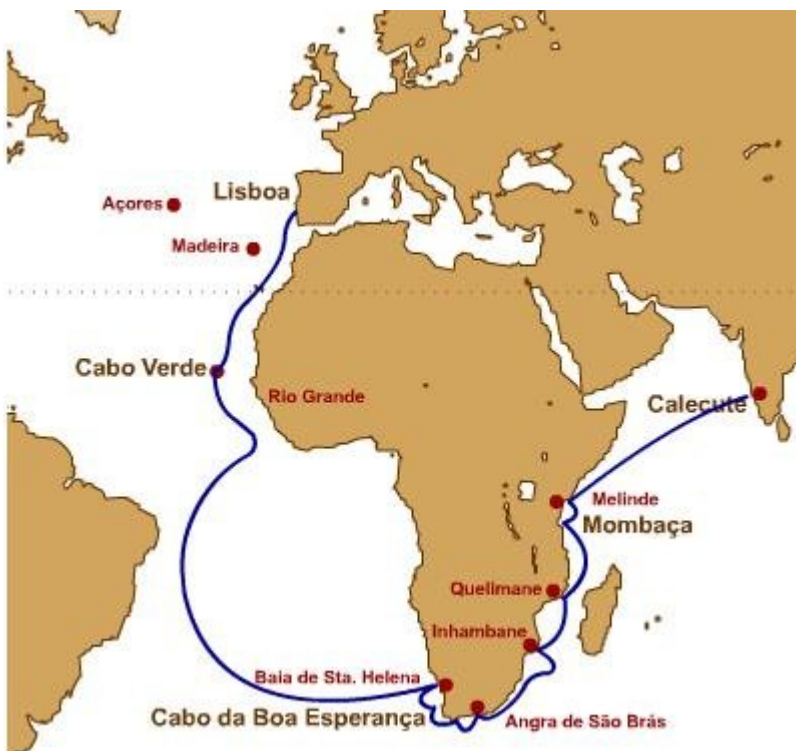 Lisboa
Açores
Madeira
Cabo Verde
Rio Grande
Calecute
Melinde
Mombaça
Quelimane
Inhambane
Baia de Sta. Helena
Cabo da Boa Esperança
Angra de São Brás